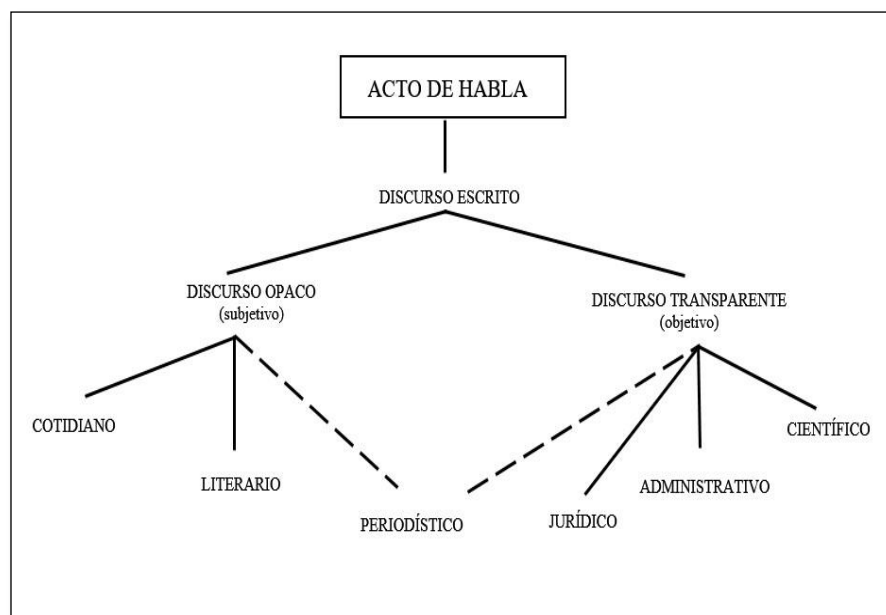 ACTO DE HABLA
DISCURSO ESCRITO
DISCURSO OPACO
(subjetivo)
DISCURSO TRANSPARENTE
(objetivo)
COTIDIANO
LITERARIO
PERIODÍSTICO
JURÍDICO
ADMINISTRATIVO
CIENTÍFICO